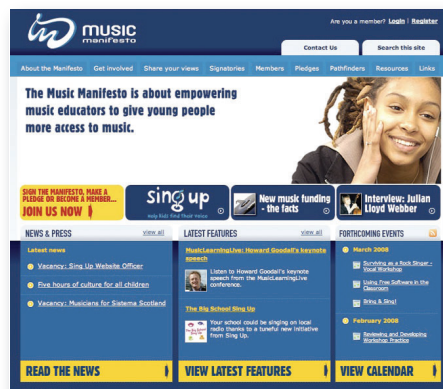 Are you a member? Login | Register
music
manifesto
Contact Us
Search this site
About the Manifesto
Get involved
Share your views
Signatories
Members
Pledges
Pathfinders
Resources
Links
The Music Manifesto is about empowering
music educators to give young people
more access to music.
SIGN THE MANIFESTO, MAKE A
PLEDGE OR BECOME A MEMBER...
JOIN US NOW
sing up
help kids find their voice
New music funding
- the facts
Interview: Julian
Lloyd Webber
NEWS & PRESS
view all
Latest news
Vacancy: Sing Up Website Officer
Five hours of culture for all children
Vacancy: Musicians for Sistema Scotland
READ THE NEWS
LATEST FEATURES
view all
MusicLearningLive: Howard Goodall's keynote
speech
Listen to Howard Goodall's keynote
speech from the MusicLearningLive
conference.
The Big School Sing Up
Your school could be singing on local
radio thanks to a tuneful new initiative
from Sing Up.
VIEW LATEST FEATURES
FORTHCOMING EVENTS
March 2008
Surviving as a Rock Singer -
Vocal Workshop
Using Free Software in the
Classroom
Bring & Sing!
February 2008
Reviewing and Developing
Workshop Practice
VIEW CALENDAR